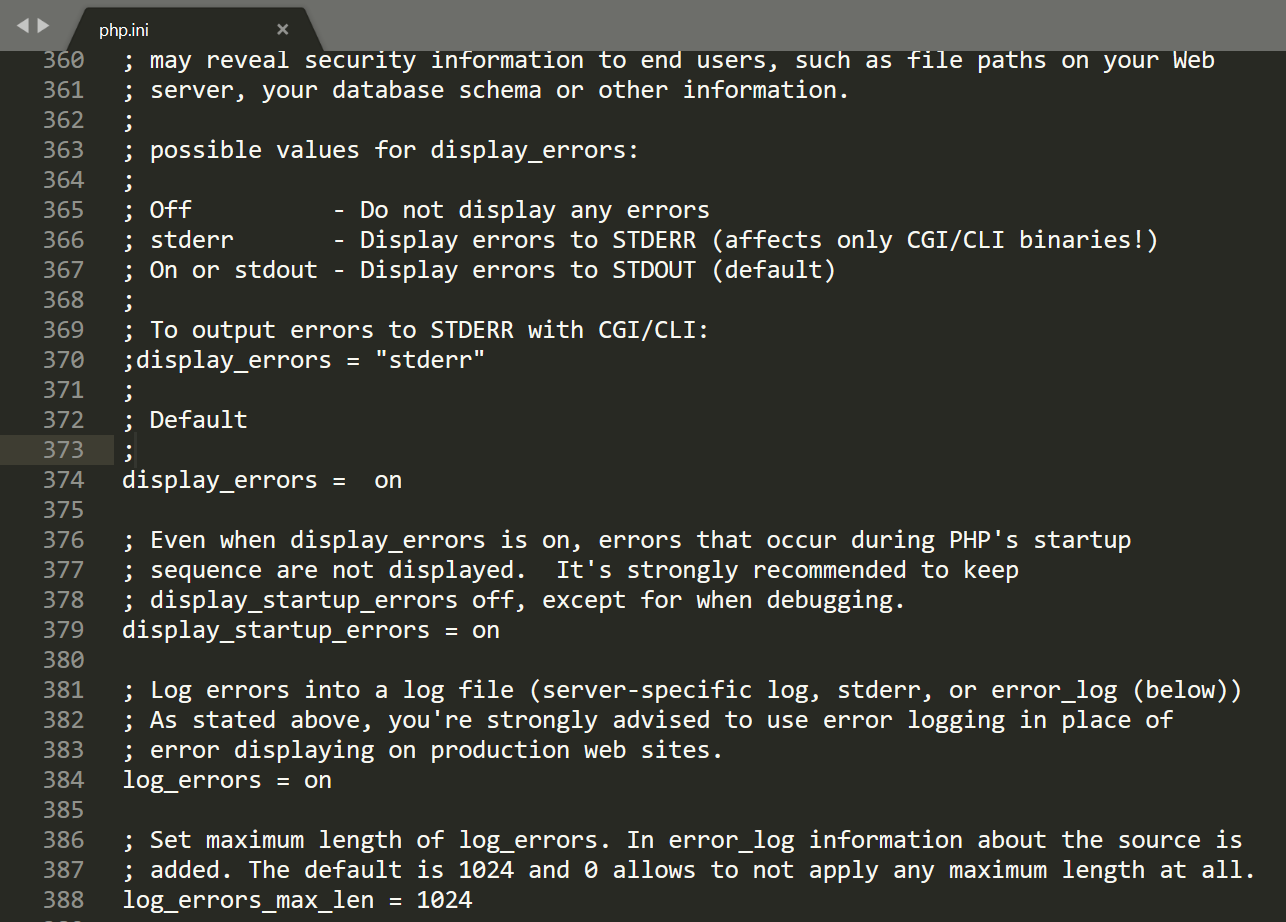 php.ini
360 ; may reveal security information to end users, such as file paths on your Web
361 ; server, your database schema or other information.
362 ;
363 ; possible values for display_errors:
364 ;
365 ; Off          - Do not display any errors
366 ; stderr       - Display errors to STDERR (affects only CGI/CLI binaries!)
367 ; On or stdout - Display errors to STDOUT (default)
368 ;
369 ; To output errors to STDERR with CGI/CLI:
370 ;display_errors = "stderr"
371 ;
372 ; Default
373 ;
374 display_errors =  on
375
376 ; Even when display_errors is on, errors that occur during PHP's startup
377 ; sequence are not displayed.  It's strongly recommended to keep
378 ; display_startup_errors off, except for when debugging.
379 display_startup_errors = on
380
381 ; Log errors into a log file (server-specific log, stderr, or error_log (below))
382 ; As stated above, you're strongly advised to use error logging in place of
383 ; error displaying on production web sites.
384 log_errors = on
385
386 ; Set maximum length of log_errors. In error_log information about the source is
387 ; added. The default is 1024 and 0 allows to not apply any maximum length at all.
388 log_errors_max_len = 1024